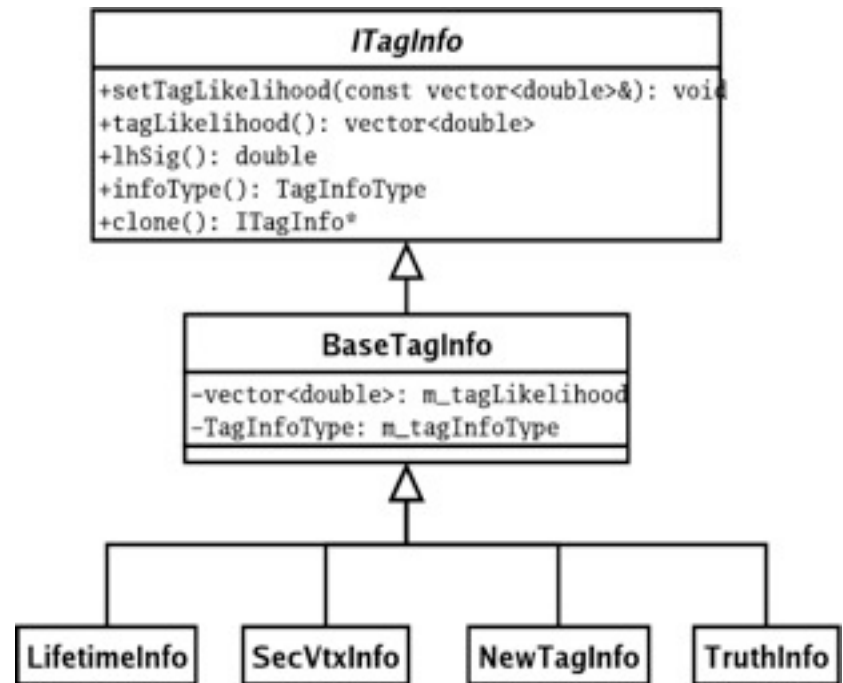 ITagInfo
+setTagLikelihood(const vector<double>&): void
+tagLikelihood(): vector<double>
+lhSig(): double
+infoType(): TagInfoType
+clone(): ITagInfo*
BaseTagInfo
-vector<double>: m_tagLikelihood
-TagInfoType: m_tagInfoType
LifetimeInfo
SecVtxInfo
NewTagInfo
TruthInfo